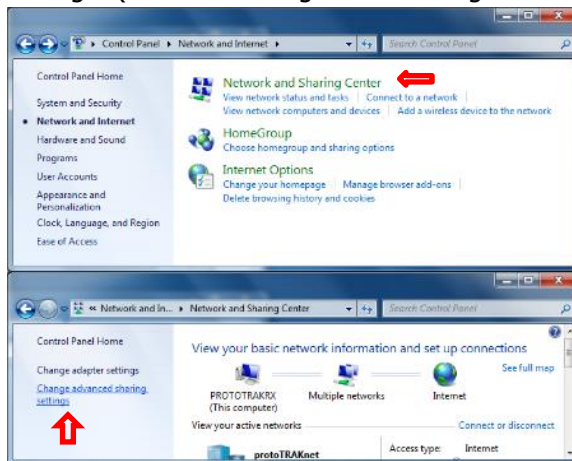 Control Panel ▸ Network and Internet ▸
Search Control Panel
Control Panel Home
System and Security
Network and Internet
Hardware and Sound
Programs
User Accounts
Appearance and
Personalization
Clock, Language, and Region
Ease of Access
Network and Sharing Center
View network status and tasks | Connect to a network |
View network computers and devices | Add a wireless device to the network
HomeGroup
Choose homegroup and sharing options
Internet Options
Change your homepage | Manage browser add-ons |
Delete browsing history and cookies
« Network and In... ▸ Network and Sharing Center
Search Control Panel
Control Panel Home
Change adapter settings
Change advanced sharing
settings
View your basic network information and set up connections
See full map
PROTOTRAKRX
(This computer)
Multiple networks
Internet
View your active networks
Connect or disconnect
protoTRAKnet
Access type: Internet